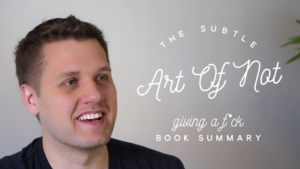 THE SUBTLE
Art Of Not
giving a f*ck
BOOK SUMMARY